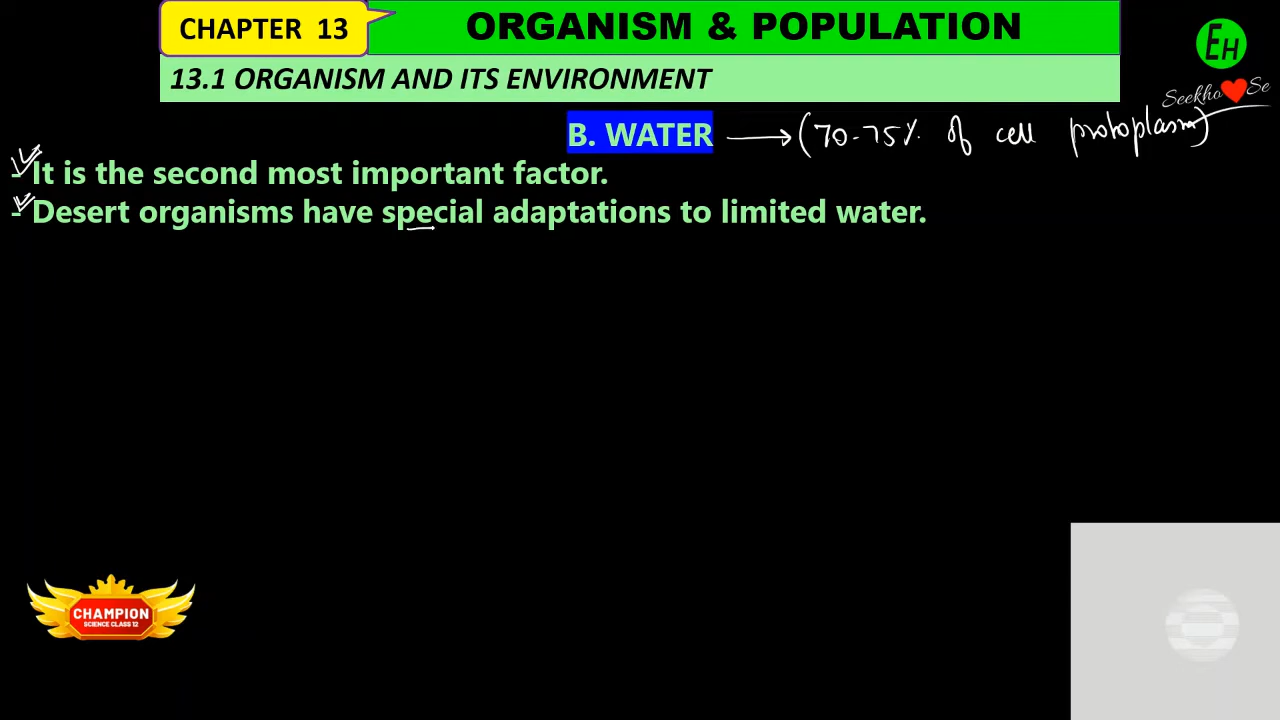 CHAPTER 13
ORGANISM & POPULATION
EH
13.1 ORGANISM AND ITS ENVIRONMENT
Seekho Se
B. WATER → (70-75% of cell protoplasm)
- It is the second most important factor.
- Desert organisms have special adaptations to limited water.
CHAMPION
SCIENCE CLASS 12